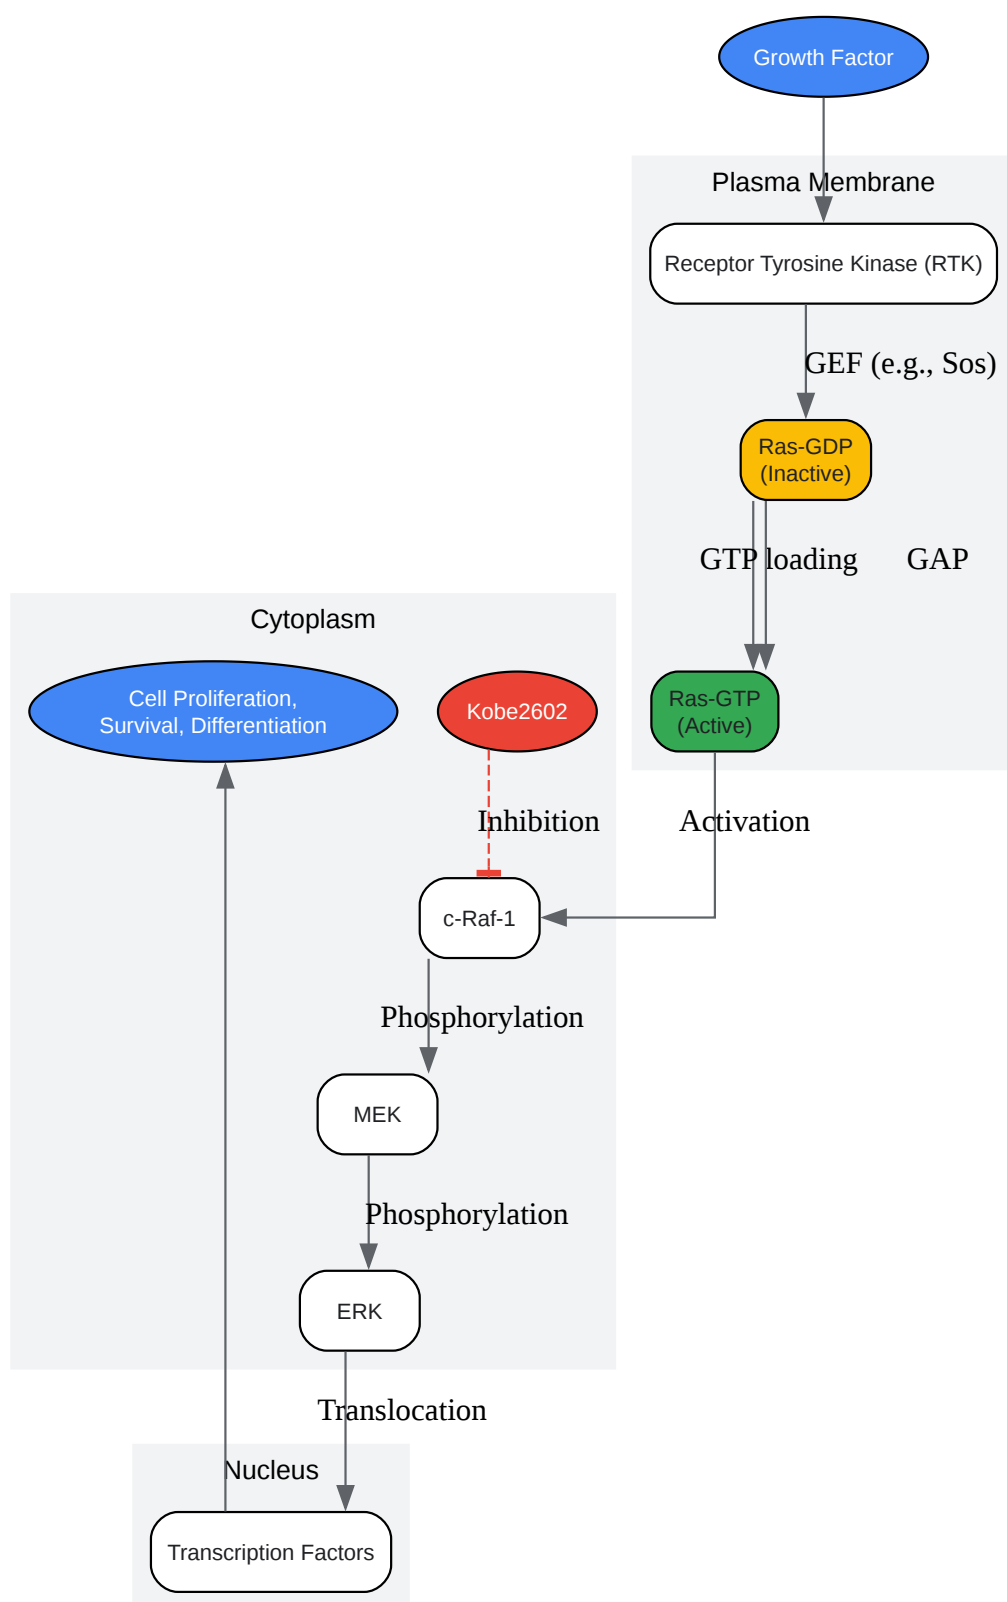 Growth Factor
Plasma Membrane
Receptor Tyrosine Kinase (RTK)
GEF (e.g., Sos)
Ras-GDP
(Inactive)
GTP loading
GAP
Cytoplasm
Cell Proliferation,
Survival, Differentiation
Kobe2602
Ras-GTP
(Active)
Inhibition
Activation
c-Raf-1
Phosphorylation
MEK
Phosphorylation
ERK
Translocation
Nucleus
Transcription Factors